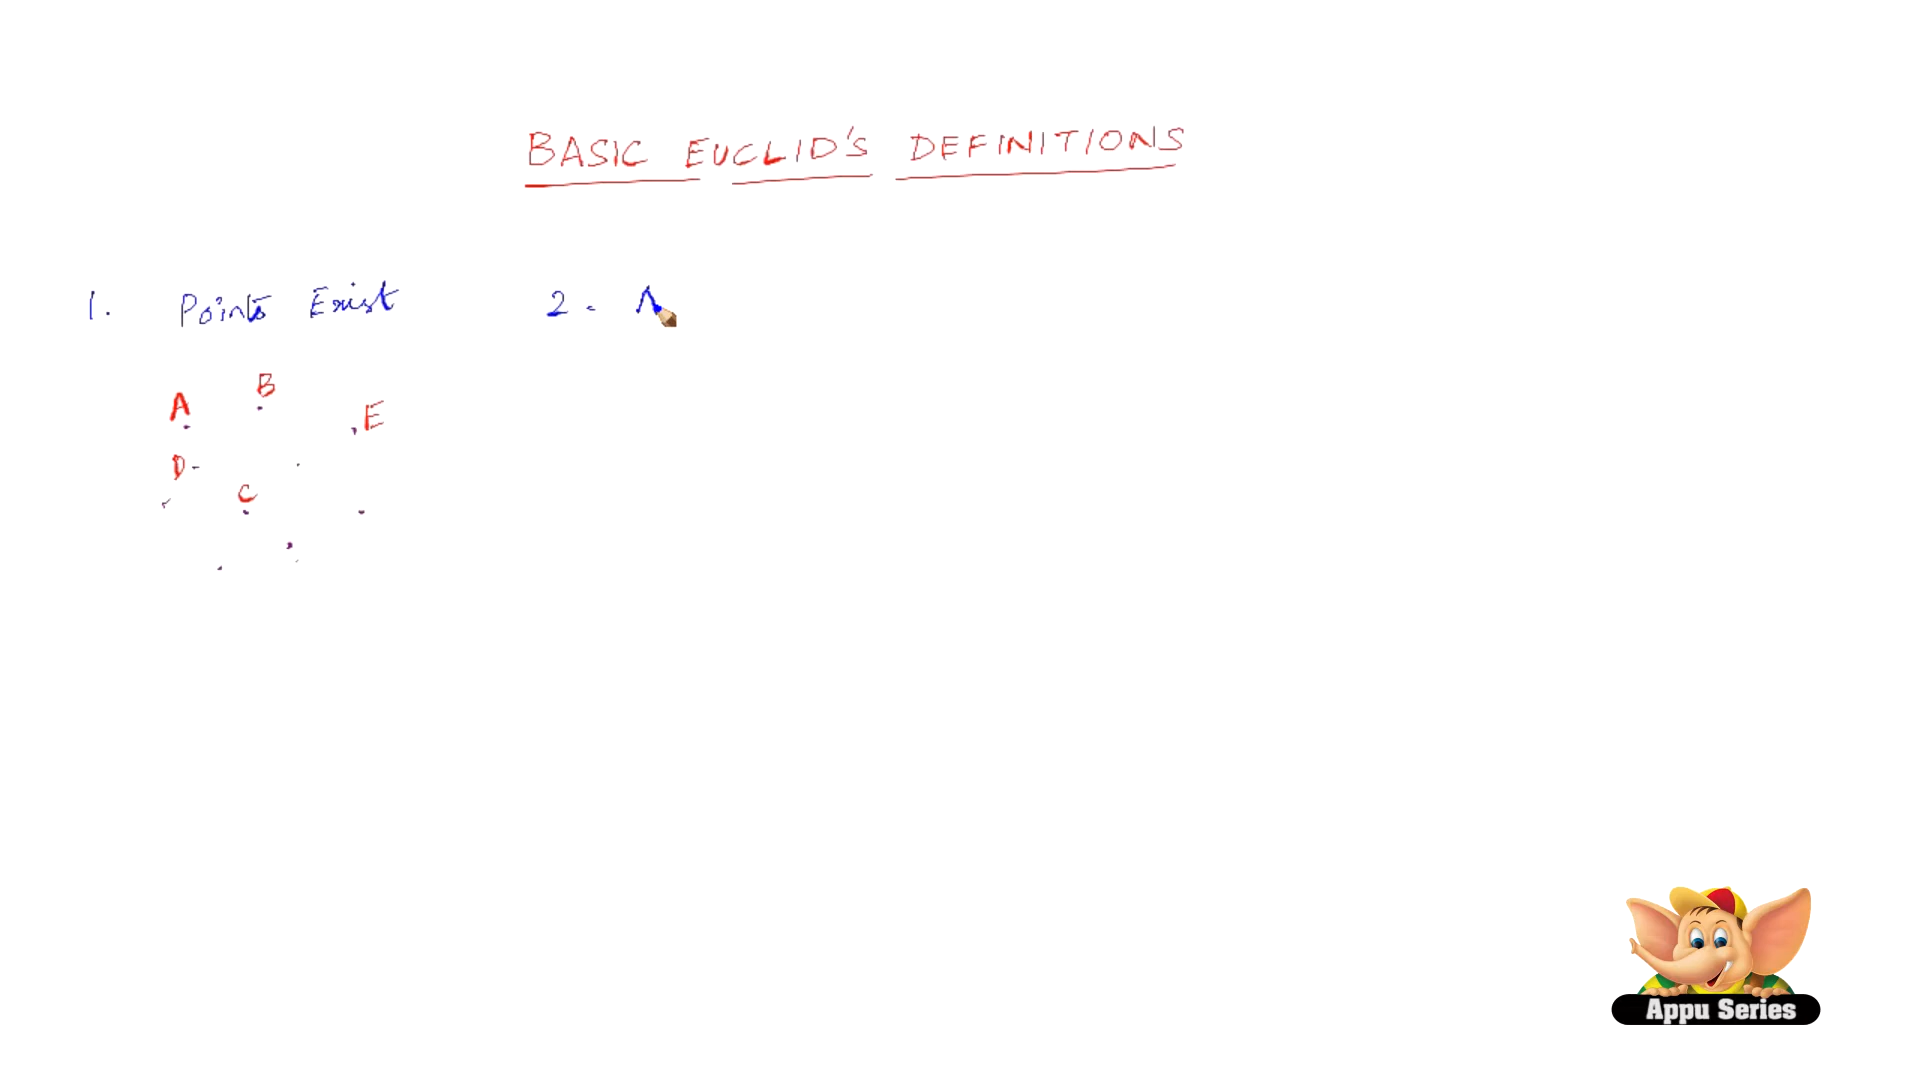 BASIC EUCLID'S DEFINITIONS
1. Points Exist
2.
A
B
E
D
C
Appu Series